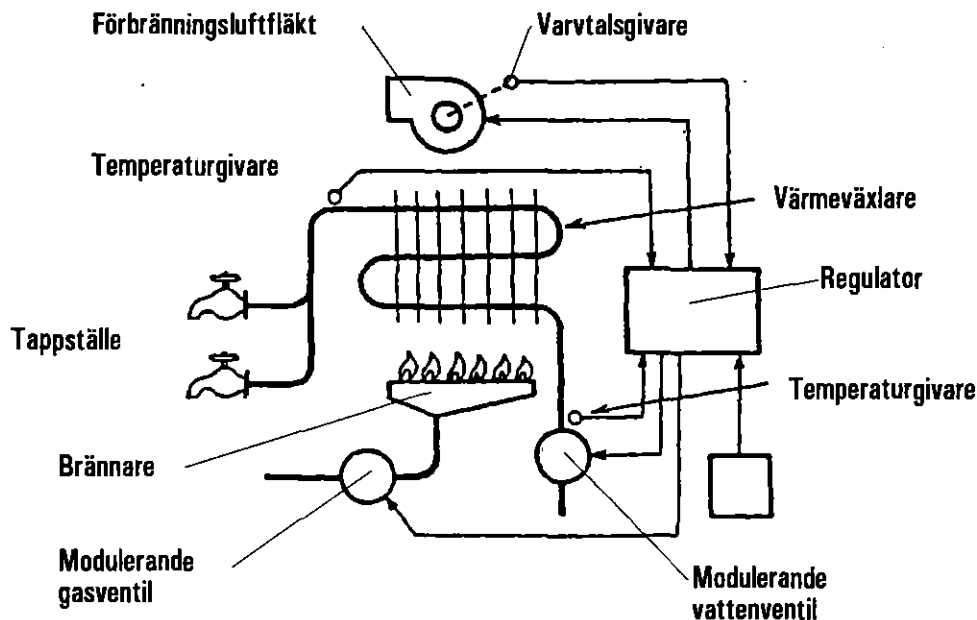 Förbränningsluftfläkt
Varvtalsgivare
Temperaturgivare
Värmeväxlare
Regulator
Tappställe
Temperaturgivare
Brännare
Modulerande
gasventil
Modulerande
vattenventil